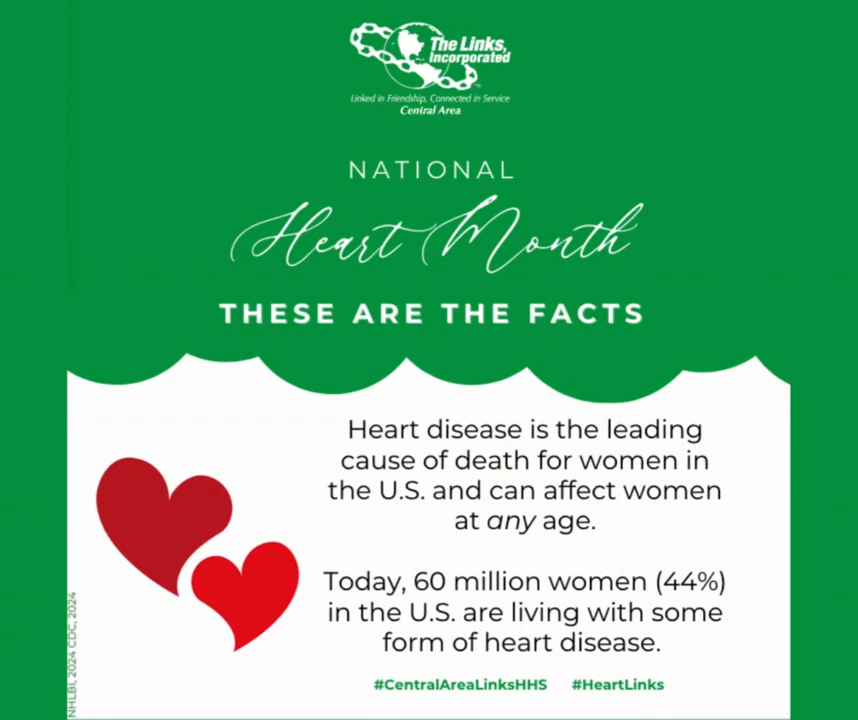 The Links,
Incorporated
Linked in Friendship, Connected in Service
Central Area
NATIONAL
Heart Month
THESE ARE THE FACTS
Heart disease is the leading
cause of death for women in
the U.S. and can affect women
at any age.
Today, 60 million women (44%)
in the U.S. are living with some
form of heart disease.
#CentralAreaLinksHHS #HeartLinks
NHLBI, 2024 CDC, 2024